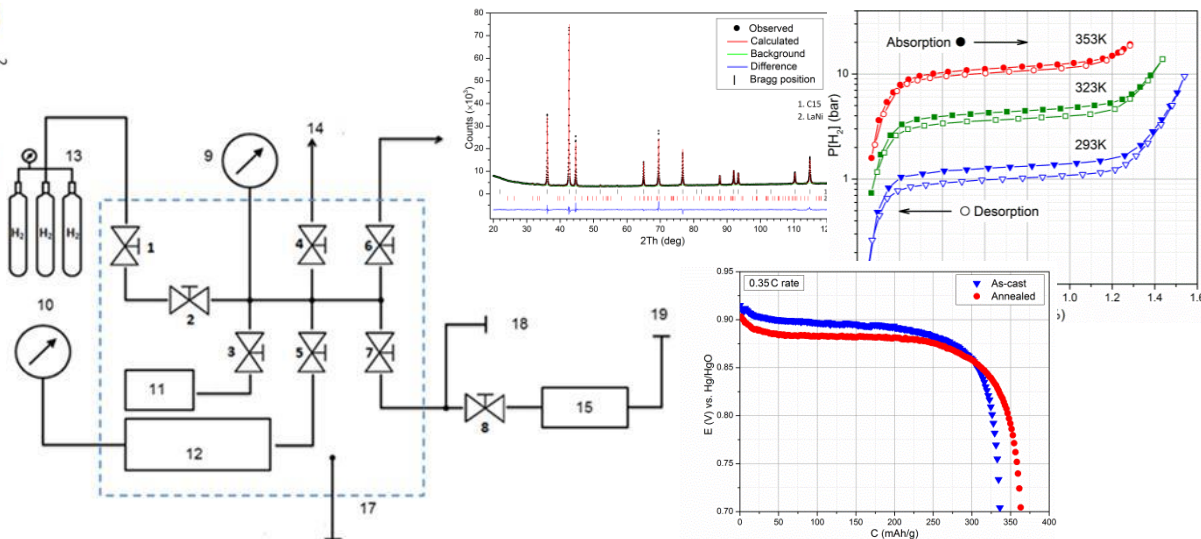 13
H₂
H₂
H₂
10
1
2
3
4
5
6
7
8
9
14
11
12
15
17
18
19
Counts (×10³)
80
70
60
50
40
30
20
10
0
Observed
Calculated
Background
Difference
Bragg position
1. C15
2. LaNi
20 30 40 50 60 70 80 90 100 110
2Th (deg)
P[H₂] (bar)
10
1
Absorption
353K
323K
293K
Desorption
1.0 1.2 1.4 1.6
0.35C rate
As-cast
Annealed
E (V) vs. Hg/HgO
0.95
0.90
0.85
0.80
0.75
0.70
0 50 100 150 200 250 300 350 400
C (mAh/g)